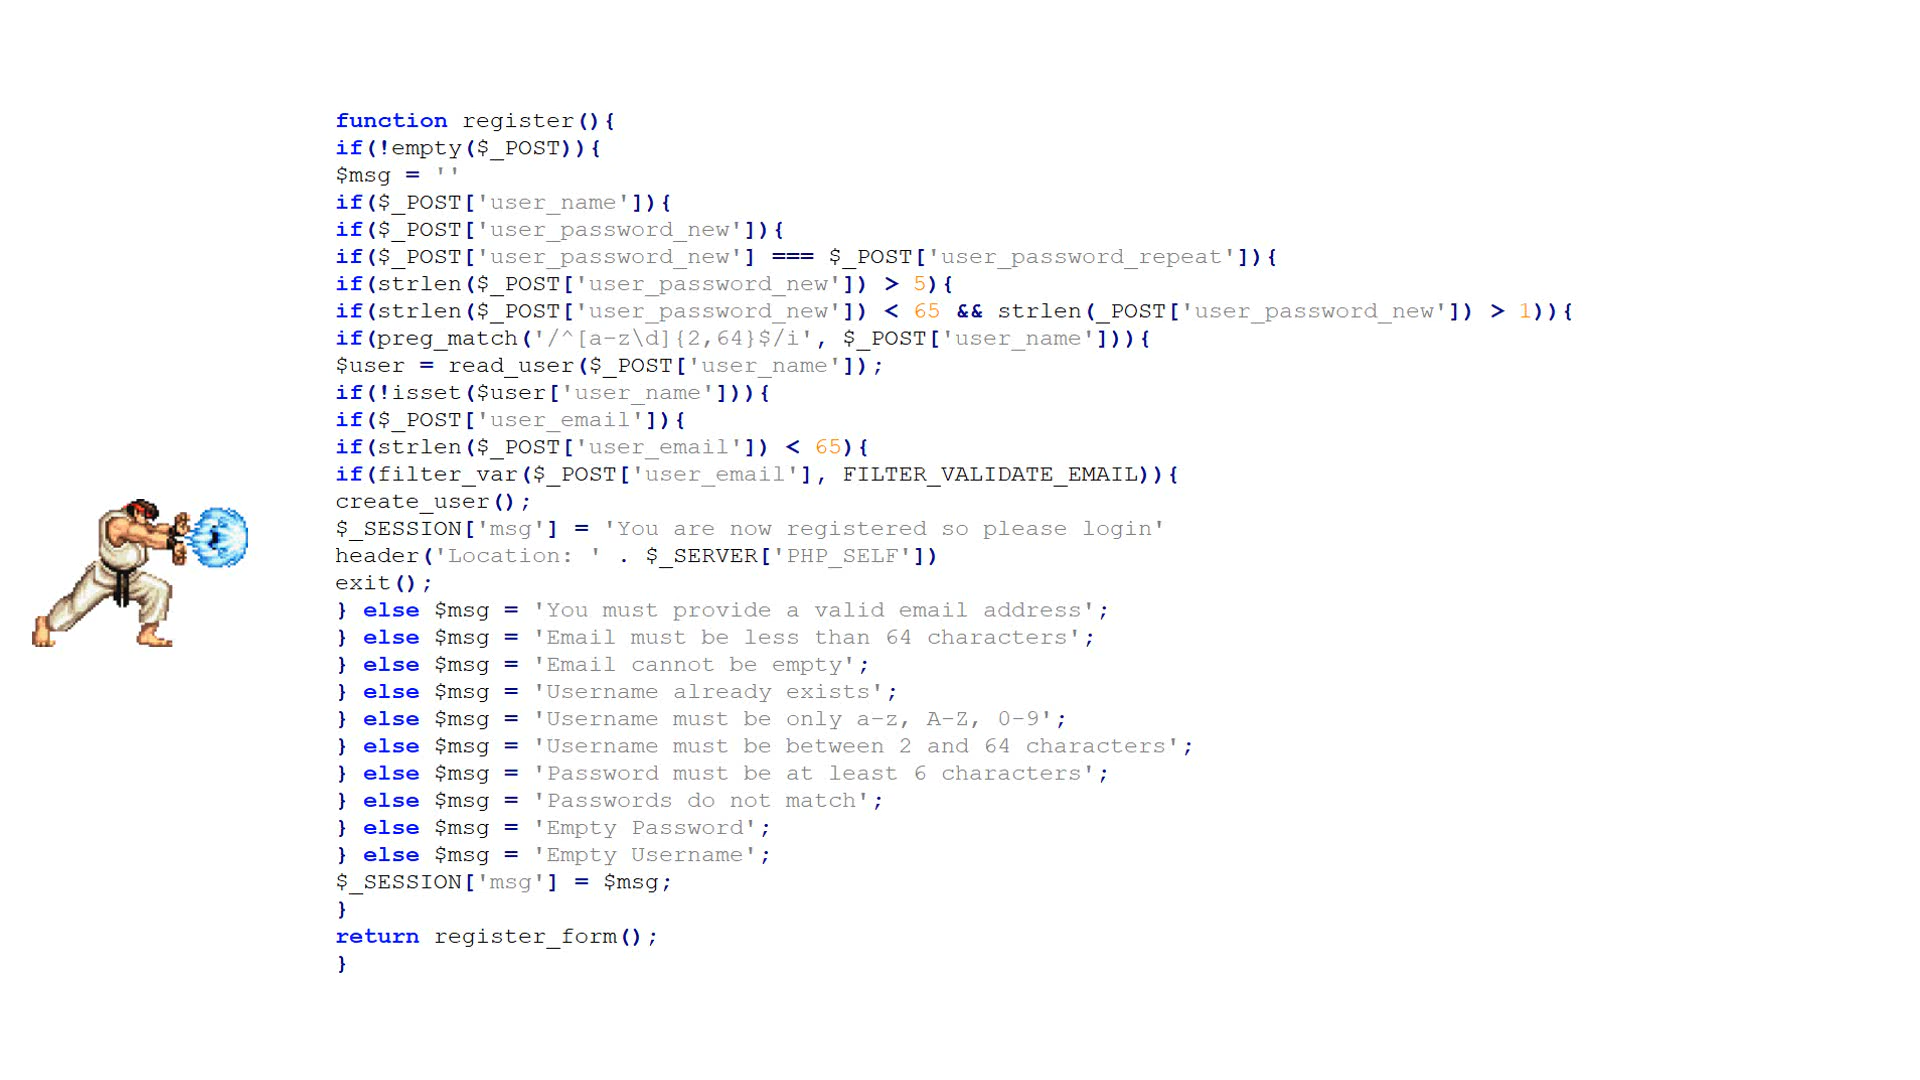 function register(){
if(!empty($_POST)){
$msg = ''
if($_POST['user_name']){
if($_POST['user_password_new']){
if($_POST['user_password_new'] === $_POST['user_password_repeat']){
if(strlen($_POST['user_password_new']) > 5){
if(strlen($_POST['user_password_new']) < 65 && strlen(_POST['user_password_new']) > 1)){
if(preg_match('/^[a-z\d]{2,64}$/i', $_POST['user_name'])){
$user = read_user($_POST['user_name']);
if(!isset($user['user_name'])){
if($_POST['user_email']){
if(strlen($_POST['user_email']) < 65){
if(filter_var($_POST['user_email'], FILTER_VALIDATE_EMAIL)){
create_user();
$_SESSION['msg'] = 'You are now registered so please login'
header('Location: ' . $_SERVER['PHP_SELF'])
exit();
} else $msg = 'You must provide a valid email address';
} else $msg = 'Email must be less than 64 characters';
} else $msg = 'Email cannot be empty';
} else $msg = 'Username already exists';
} else $msg = 'Username must be only a-z, A-Z, 0-9';
} else $msg = 'Username must be between 2 and 64 characters';
} else $msg = 'Password must be at least 6 characters';
} else $msg = 'Passwords do not match';
} else $msg = 'Empty Password';
} else $msg = 'Empty Username';
$_SESSION['msg'] = $msg;
}
return register_form();
}